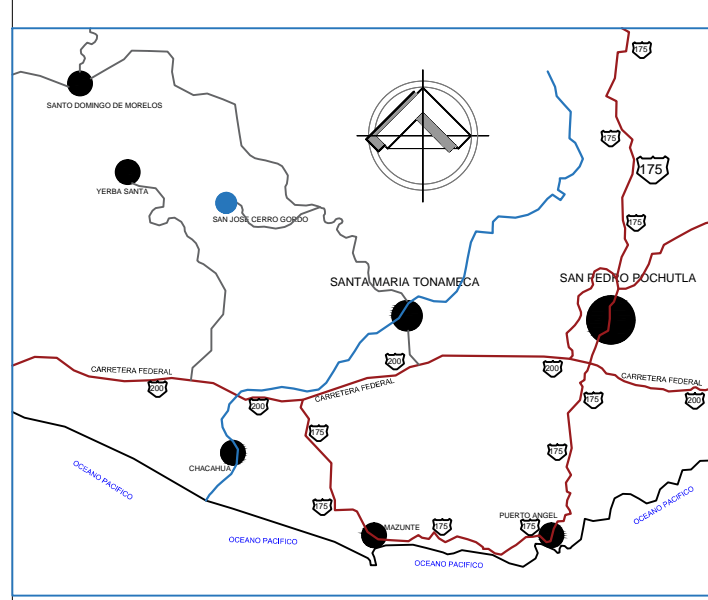 175
SANTO DOMINGO DE MORELOS
175
175
YERBA SANTA
SAN JOSE CERRO GORDO
175
SANTA MARIA TONAMECA
SAN PEDRO POCHUTLA
CARRETERA FEDERAL
200
200
200
CARRETERA FEDERAL
CARRETERA FEDERAL
200
200
175
175
CHACAHUA
175
OCEANO PACIFICO
175
PUERTO ANGEL
OCEANO PACIFICO
MAZUNTE
175
175
OCEANO PACIFICO
OCEANO PACIFICO